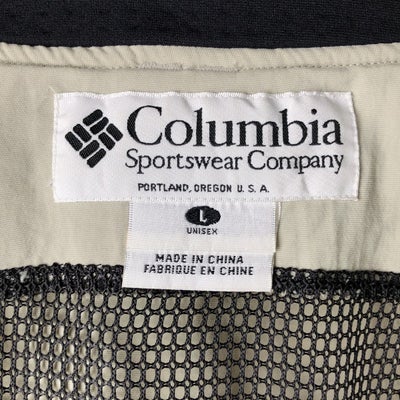 Columbia
Sportswear Company
PORTLAND, OREGON U. S. A.
L
UNISEX
MADE IN CHINA
FABRIQUE EN CHINE